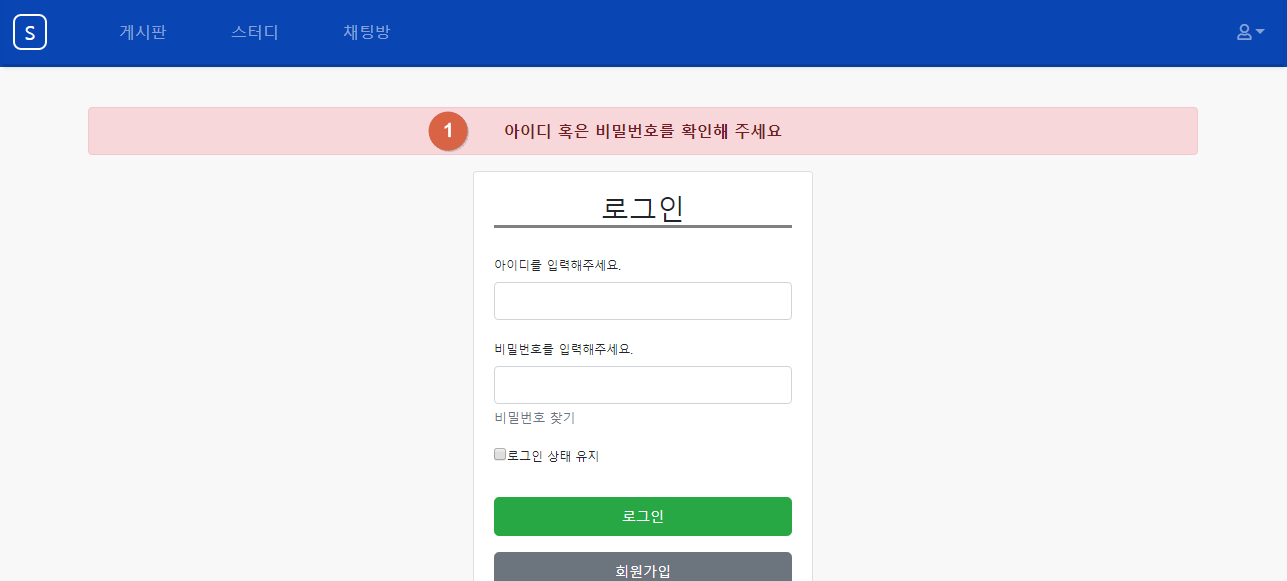 S 게시판 스터디 채팅방
1 아이디 혹은 비밀번호를 확인해 주세요
로그인
아이디를 입력해주세요.
비밀번호를 입력해주세요.
비밀번호 찾기
로그인 상태 유지
로그인
회원가입